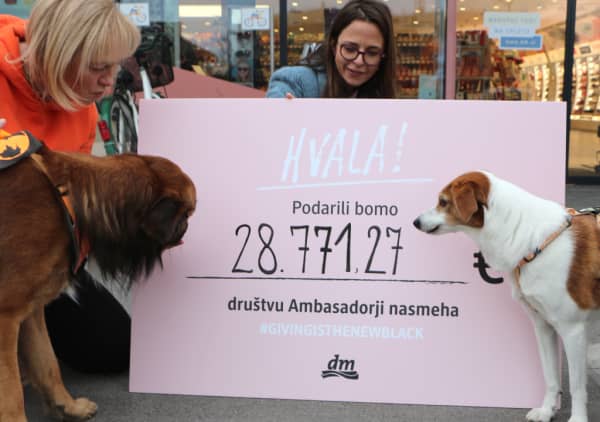 HVALA!
Podarili bomo
28.771,27
društvu Ambasadorji nasmeha
#GIVINGISTHENEWBLACK
dm